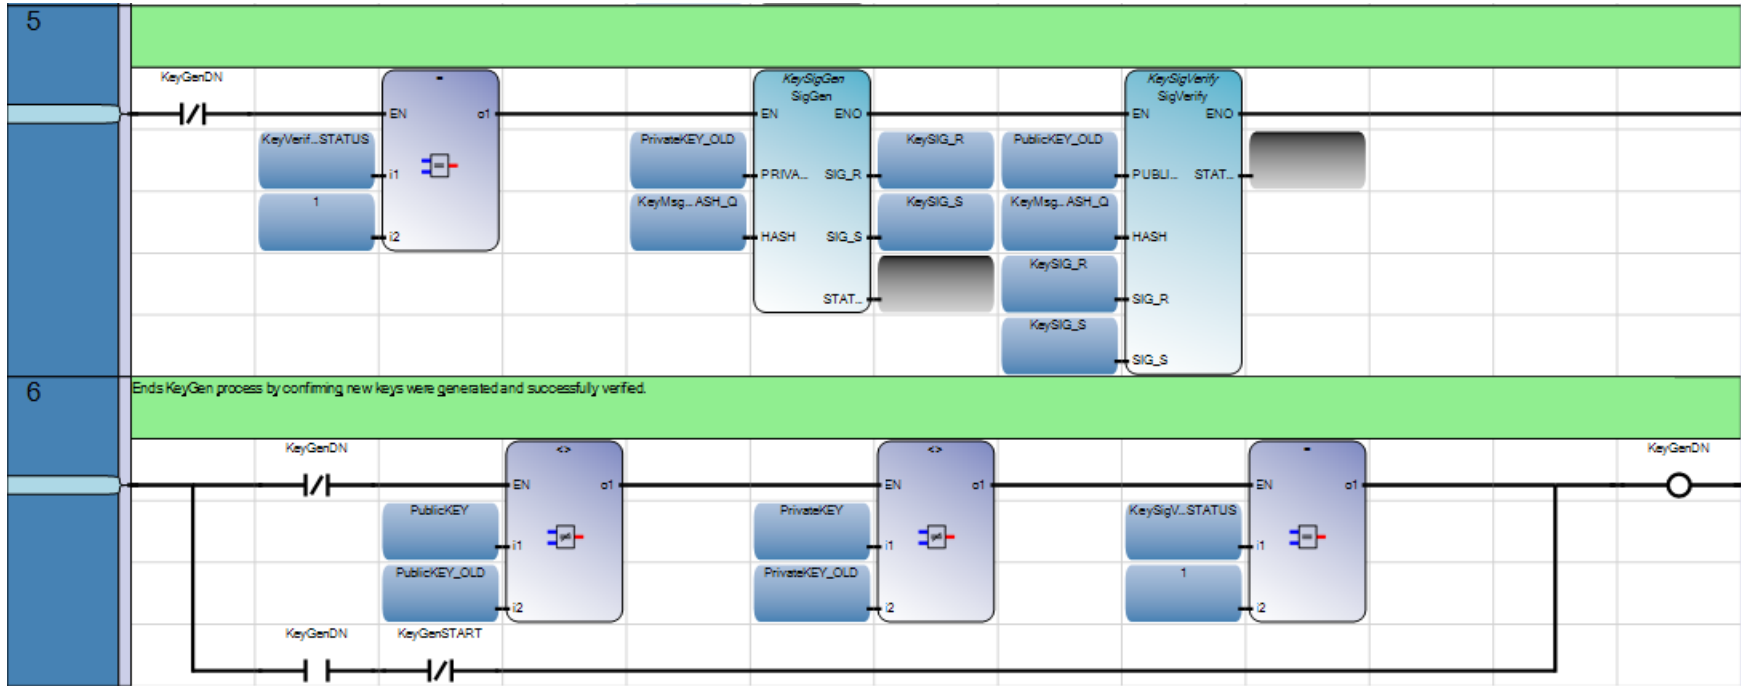 5
KeyGenDN
=
EN o1
KeyVerif...STATUS
i1
1
i2
KeySigGen
SigGen
EN ENO
PrivateKEY_OLD
PRIVA... SIG_R
KeySIG_R
KeyMsg...ASH_Q
HASH SIG_S
KeySIG_S
STAT...
KeySigVerify
SigVerify
EN ENO
PublicKEY_OLD
PUBLI... STAT...
KeyMsg...ASH_Q
HASH
KeySIG_R
SIG_R
KeySIG_S
SIG_S
6
Ends KeyGen process by confirming new keys were generated and successfully verified.
KeyGenDN
<>
EN o1
PublicKEY
i1
PublicKEY_OLD
i2
<>
EN o1
PrivateKEY
i1
PrivateKEY_OLD
i2
=
EN o1
KeySigV...STATUS
i1
1
i2
KeyGenDN
KeyGenDN
KeyGenSTART